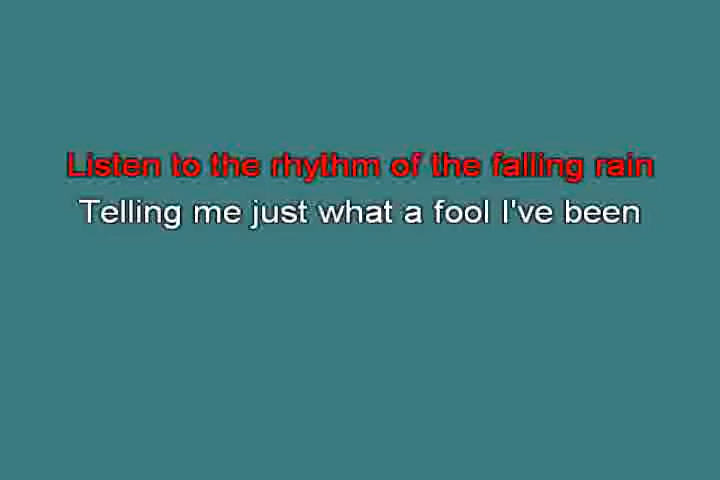 Listen to the rhythm of the falling rain
Telling me just what a fool I've been